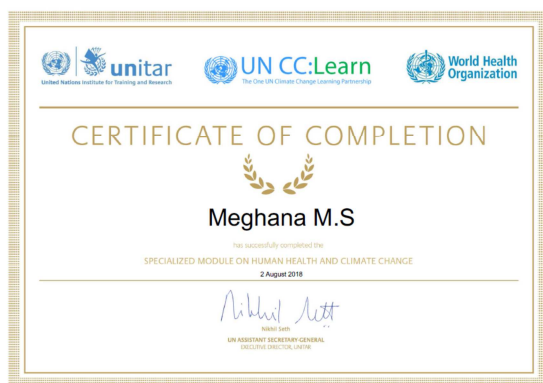 unitar
United Nations Institute for Training and Research
UN CC:Learn
The One UN Climate Change Learning Partnership
World Health
Organization
CERTIFICATE OF COMPLETION
Meghana M.S
has successfully completed the
SPECIALIZED MODULE ON HUMAN HEALTH AND CLIMATE CHANGE
2 August 2018
Nikhil Seth
Nikhil Seth
UN ASSISTANT SECRETARY-GENERAL
EXECUTIVE DIRECTOR, UNITAR